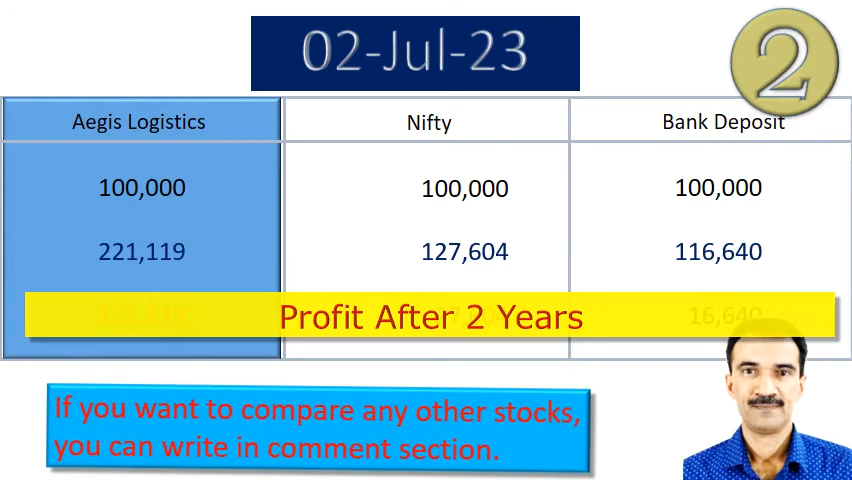 02-Jul-23
2
Aegis Logistics Nifty Bank Deposit
100,000 100,000 100,000
221,119 127,604 116,640
Profit After 2 Years 16,640
If you want to compare any other stocks,
you can write in comment section.